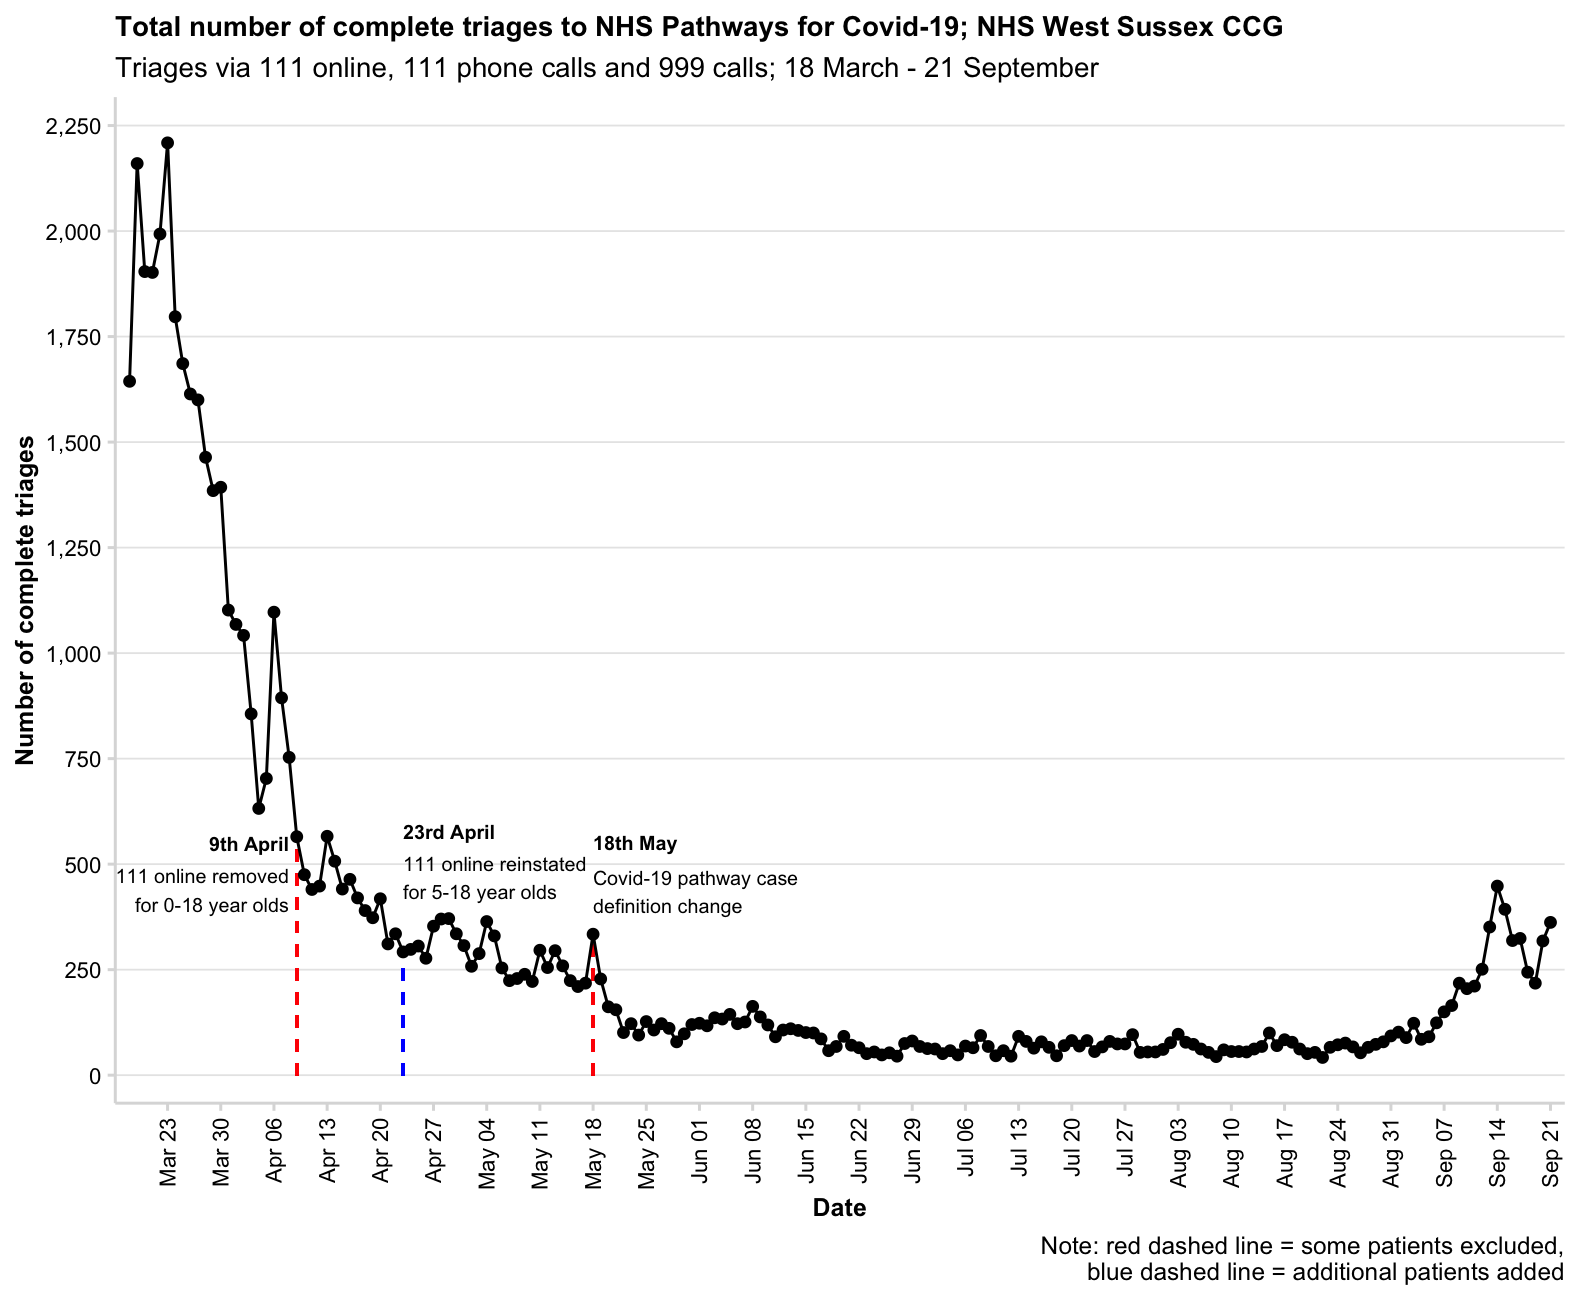 Total number of complete triages to NHS Pathways for Covid-19; NHS West Sussex CCG
Triages via 111 online, 111 phone calls and 999 calls; 18 March - 21 September
Number of complete triages
2,250
2,000
1,750
1,500
1,250
1,000
750
500
250
0
9th April
111 online removed
for 0-18 year olds
23rd April
111 online reinstated
for 5-18 year olds
18th May
Covid-19 pathway case
definition change
Mar 23
Mar 30
Apr 06
Apr 13
Apr 20
Apr 27
May 04
May 11
May 18
May 25
Jun 01
Jun 08
Jun 15
Jun 22
Jun 29
Jul 06
Jul 13
Jul 20
Jul 27
Aug 03
Aug 10
Aug 17
Aug 24
Aug 31
Sep 07
Sep 14
Sep 21
Date
Note: red dashed line = some patients excluded,
blue dashed line = additional patients added